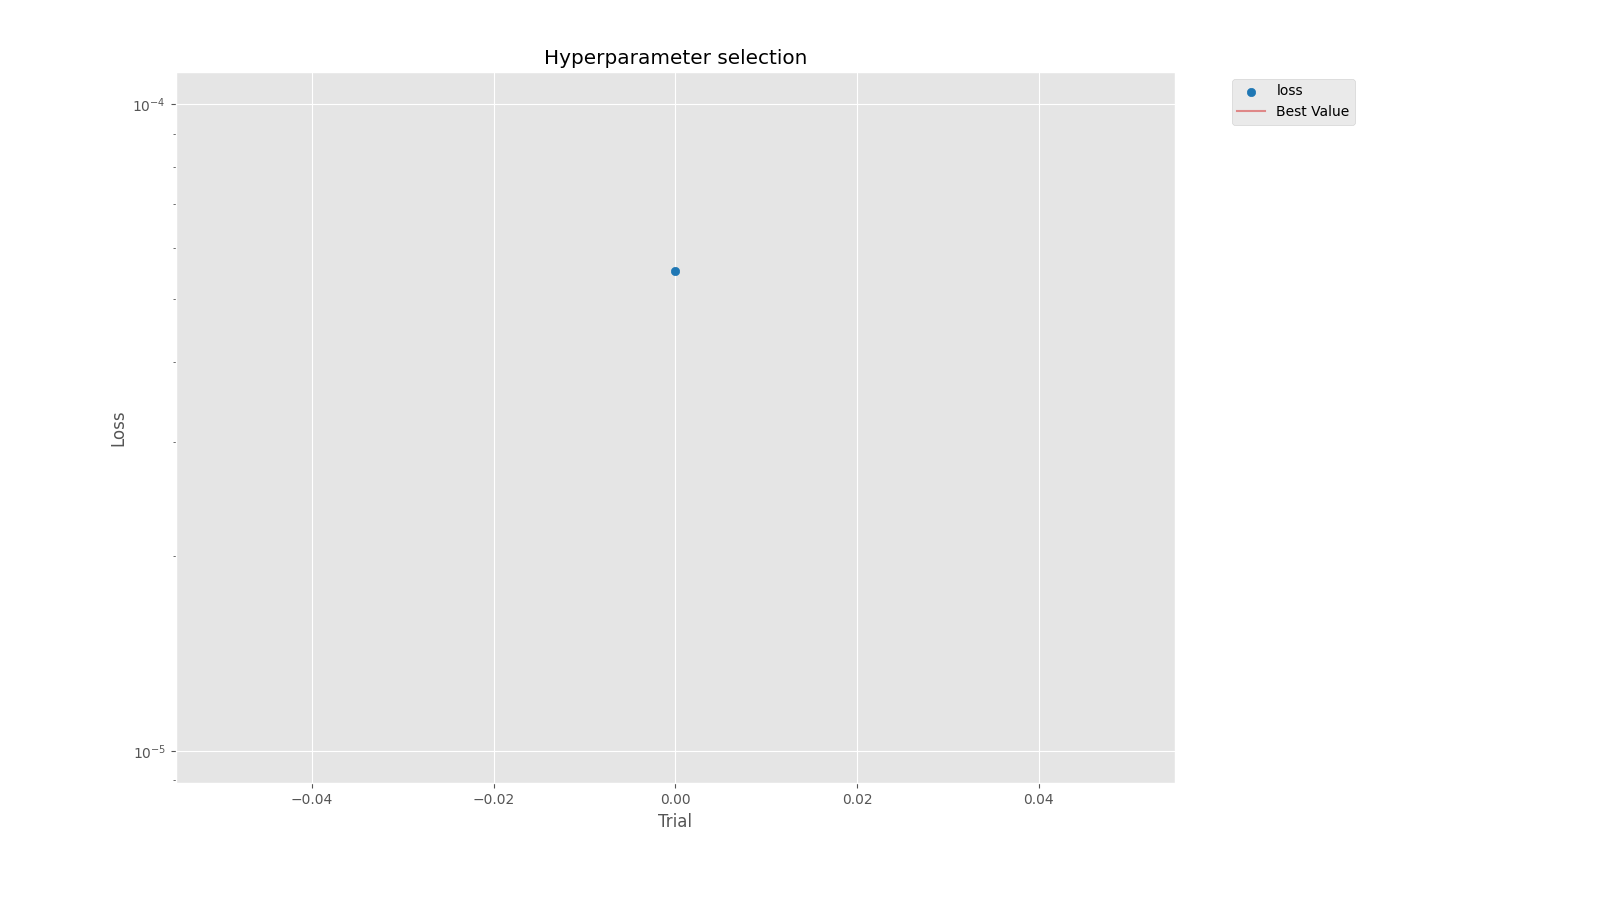 Hyperparameter selection
loss
Best Value
10⁻⁴
10⁻⁵
Loss
−0.04
−0.02
0.00
0.02
0.04
Trial